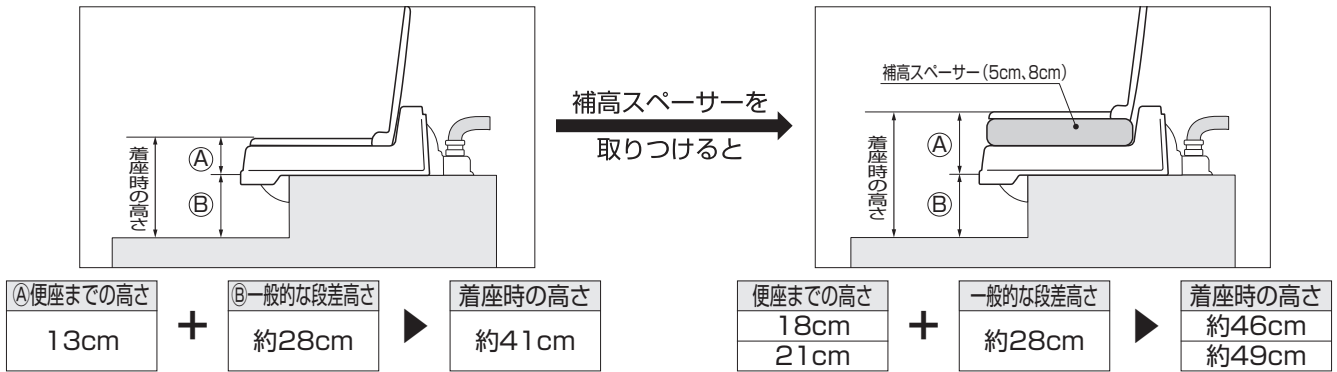 着座時の高さ
Ⓐ
Ⓑ
補高スペーサーを
取りつけると
補高スペーサー(5cm、8cm)
着座時の高さ
Ⓐ
Ⓑ
Ⓐ便座までの高さ
13cm
+
Ⓑ一般的な段差高さ
約28cm
▶
着座時の高さ
約41cm
便座までの高さ
18cm
21cm
+
一般的な段差高さ
約28cm
▶
着座時の高さ
約46cm
約49cm